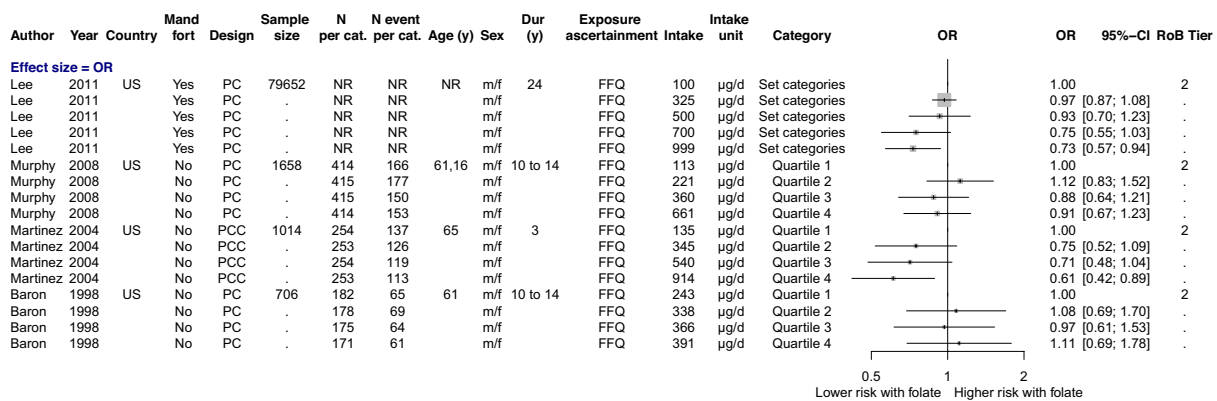 Author Year Country Mand fort Design Sample size N per cat. N event per cat. Age (y) Sex Dur (y) Exposure ascertainment Intake Intake unit Category OR OR 95%−CI RoB Tier
Effect size = OR
Lee 2011 US Yes PC 79652 NR NR NR m/f 24 FFQ 100 µg/d Set categories 1.00 2
Lee 2011 Yes PC . NR NR m/f FFQ 325 µg/d Set categories 0.97 [0.87; 1.08] .
Lee 2011 Yes PC . NR NR m/f FFQ 500 µg/d Set categories 0.93 [0.70; 1.23] .
Lee 2011 Yes PC . NR NR m/f FFQ 700 µg/d Set categories 0.75 [0.55; 1.03] .
Lee 2011 Yes PC . NR NR m/f FFQ 999 µg/d Set categories 0.73 [0.57; 0.94] .
Murphy 2008 US No PC 1658 414 166 61,16 m/f 10 to 14 FFQ 113 µg/d Quartile 1 1.00 2
Murphy 2008 No PC . 415 177 m/f FFQ 221 µg/d Quartile 2 1.12 [0.83; 1.52] .
Murphy 2008 No PC . 415 150 m/f FFQ 360 µg/d Quartile 3 0.88 [0.64; 1.21] .
Murphy 2008 No PC . 414 153 m/f FFQ 661 µg/d Quartile 4 0.91 [0.67; 1.23] .
Martinez 2004 US No PCC 1014 254 137 65 m/f 3 FFQ 135 µg/d Quartile 1 1.00 2
Martinez 2004 No PCC . 253 126 m/f FFQ 345 µg/d Quartile 2 0.75 [0.52; 1.09] .
Martinez 2004 No PCC . 254 119 m/f FFQ 540 µg/d Quartile 3 0.71 [0.48; 1.04] .
Martinez 2004 No PCC . 253 113 m/f FFQ 914 µg/d Quartile 4 0.61 [0.42; 0.89] .
Baron 1998 US No PC 706 182 65 61 m/f 10 to 14 FFQ 243 µg/d Quartile 1 1.00 2
Baron 1998 No PC . 178 69 m/f FFQ 338 µg/d Quartile 2 1.08 [0.69; 1.70] .
Baron 1998 No PC . 175 64 m/f FFQ 366 µg/d Quartile 3 0.97 [0.61; 1.53] .
Baron 1998 No PC . 171 61 m/f FFQ 391 µg/d Quartile 4 1.11 [0.69; 1.78] .
0.5 1 2
Lower risk with folate Higher risk with folate